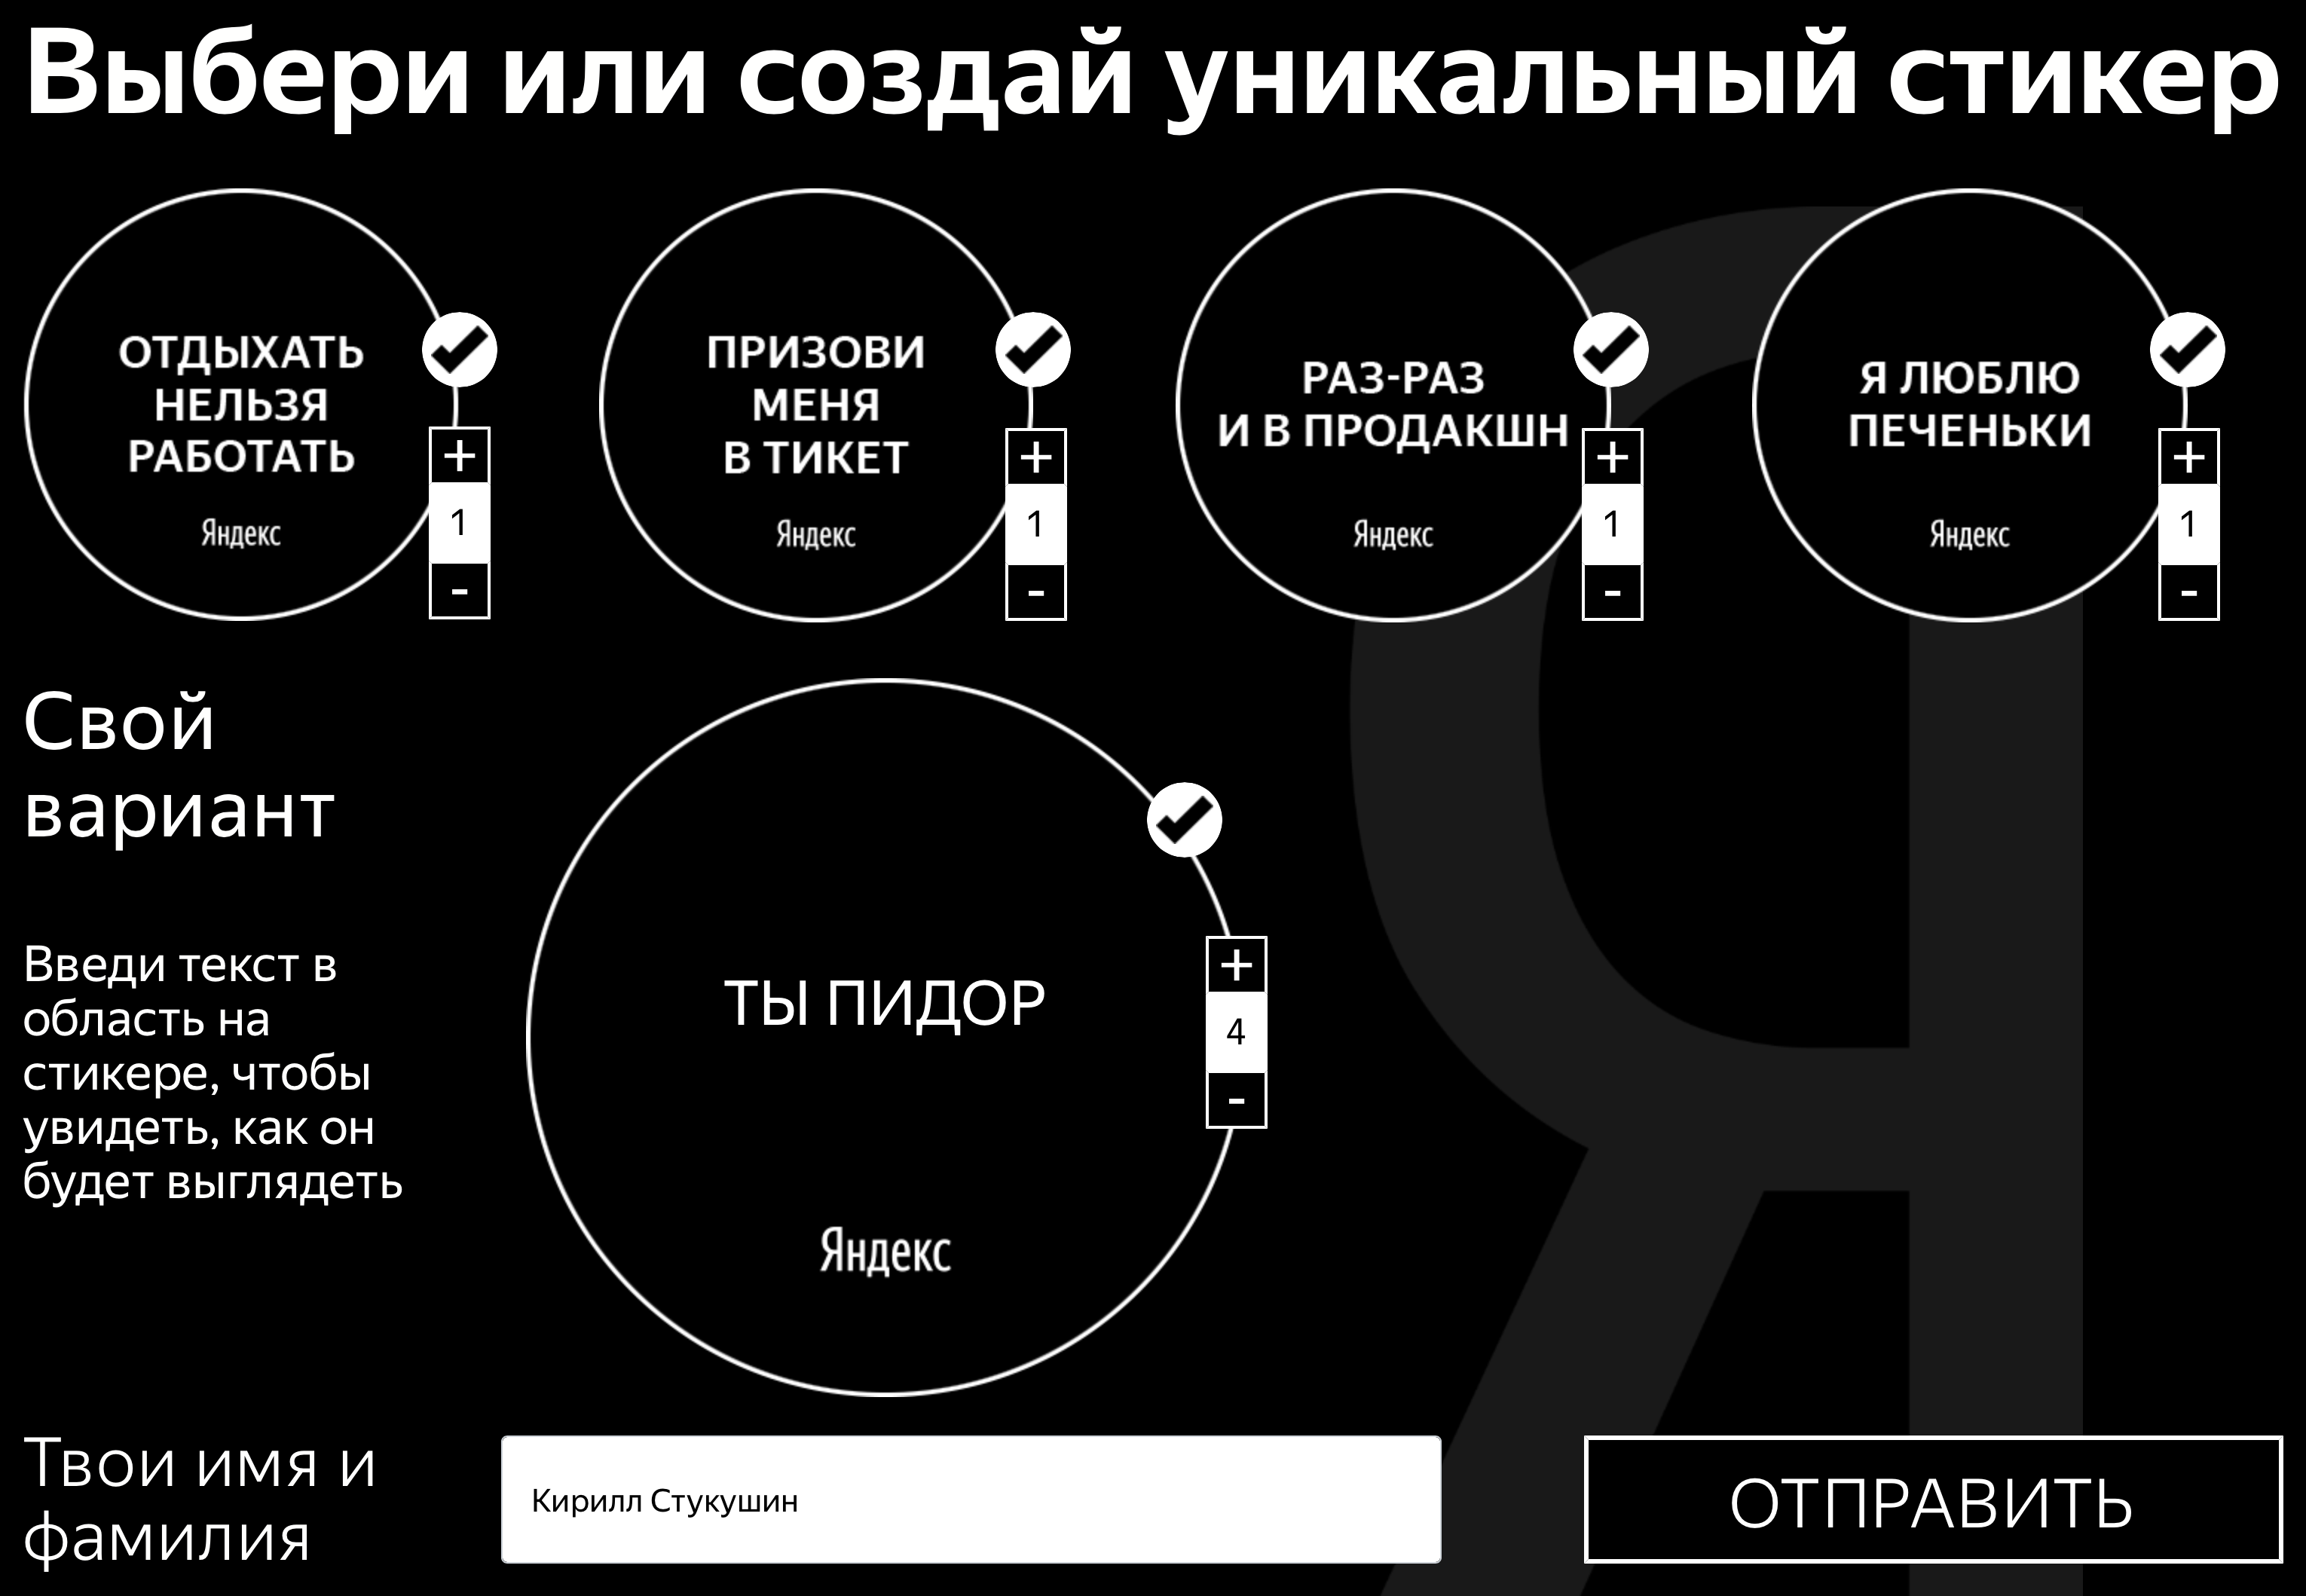 Выбери или создай уникальный стикер
ОТДЫХАТЬ
НЕЛЬЗЯ
РАБОТАТЬ
Яндекс
+
1
-
ПРИЗОВИ
МЕНЯ
В ТИКЕТ
Яндекс
+
1
-
РАЗ-РАЗ
И В ПРОДАКШН
Яндекс
+
1
-
Я ЛЮБЛЮ
ПЕЧЕНЬКИ
Яндекс
+
1
-
Свой
вариант
Введи текст в
область на
стикере, чтобы
увидеть, как он
будет выглядеть
ТЫ ПИДОР
Яндекс
+
4
-
Твои имя и
фамилия
Кирилл Стукушин
ОТПРАВИТЬ
Я